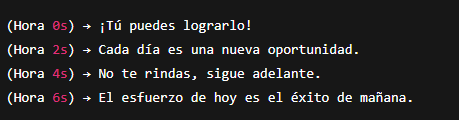 (Hora 0s) → ¡Tú puedes lograrlo!
(Hora 2s) → Cada día es una nueva oportunidad.
(Hora 4s) → No te rindas, sigue adelante.
(Hora 6s) → El esfuerzo de hoy es el éxito de mañana.